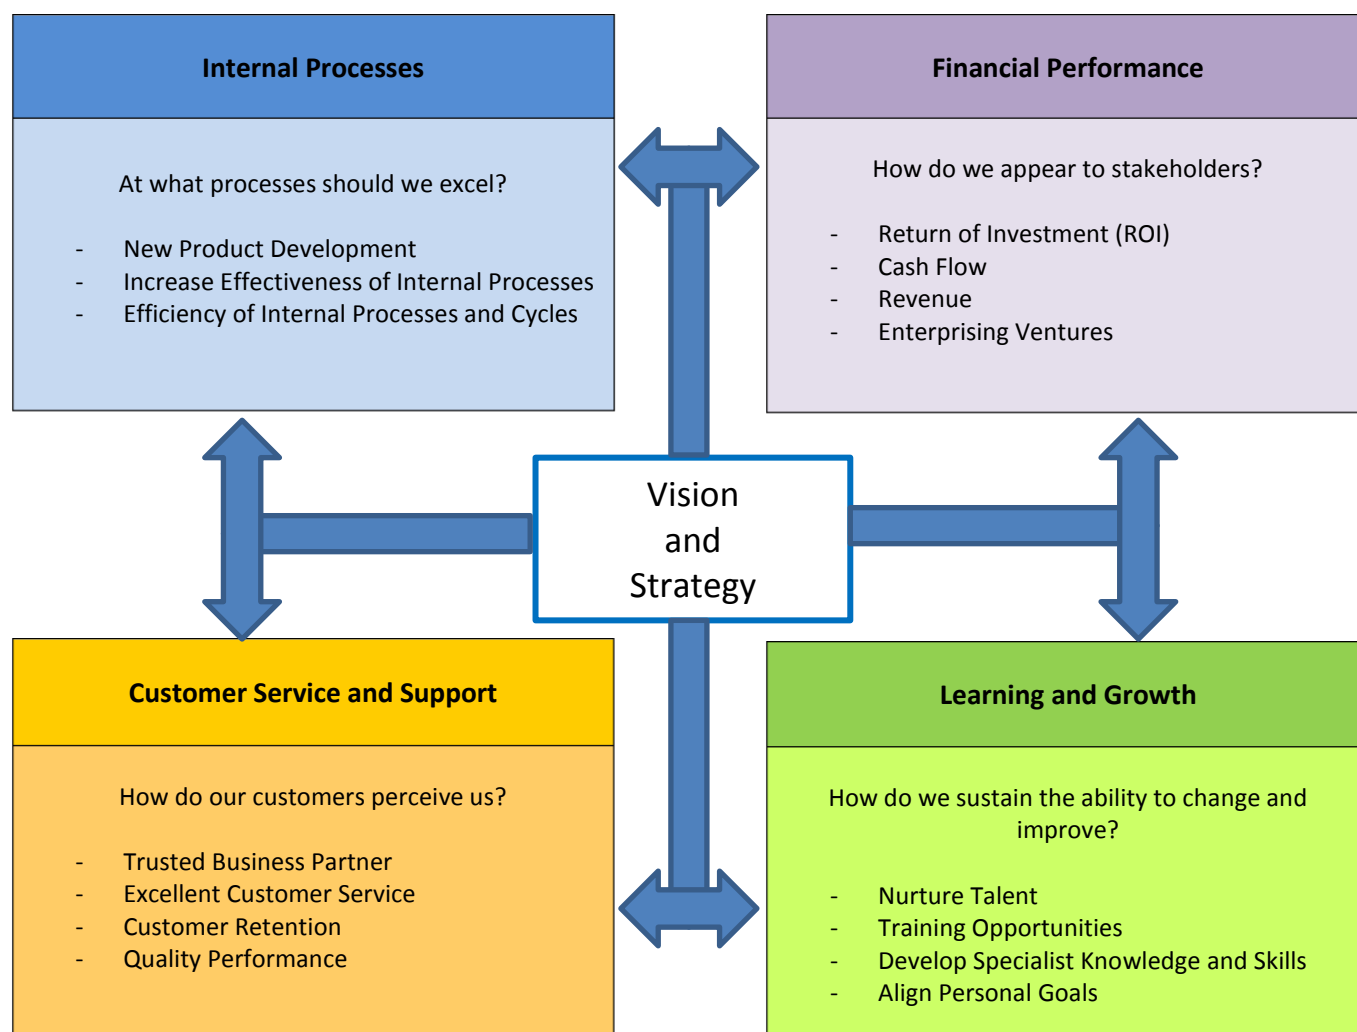 Internal Processes
At what processes should we excel?
- New Product Development
- Increase Effectiveness of Internal Processes
- Efficiency of Internal Processes and Cycles
Financial Performance
How do we appear to stakeholders?
- Return of Investment (ROI)
- Cash Flow
- Revenue
- Enterprising Ventures
Vision
and
Strategy
Customer Service and Support
How do our customers perceive us?
- Trusted Business Partner
- Excellent Customer Service
- Customer Retention
- Quality Performance
Learning and Growth
How do we sustain the ability to change and
improve?
- Nurture Talent
- Training Opportunities
- Develop Specialist Knowledge and Skills
- Align Personal Goals